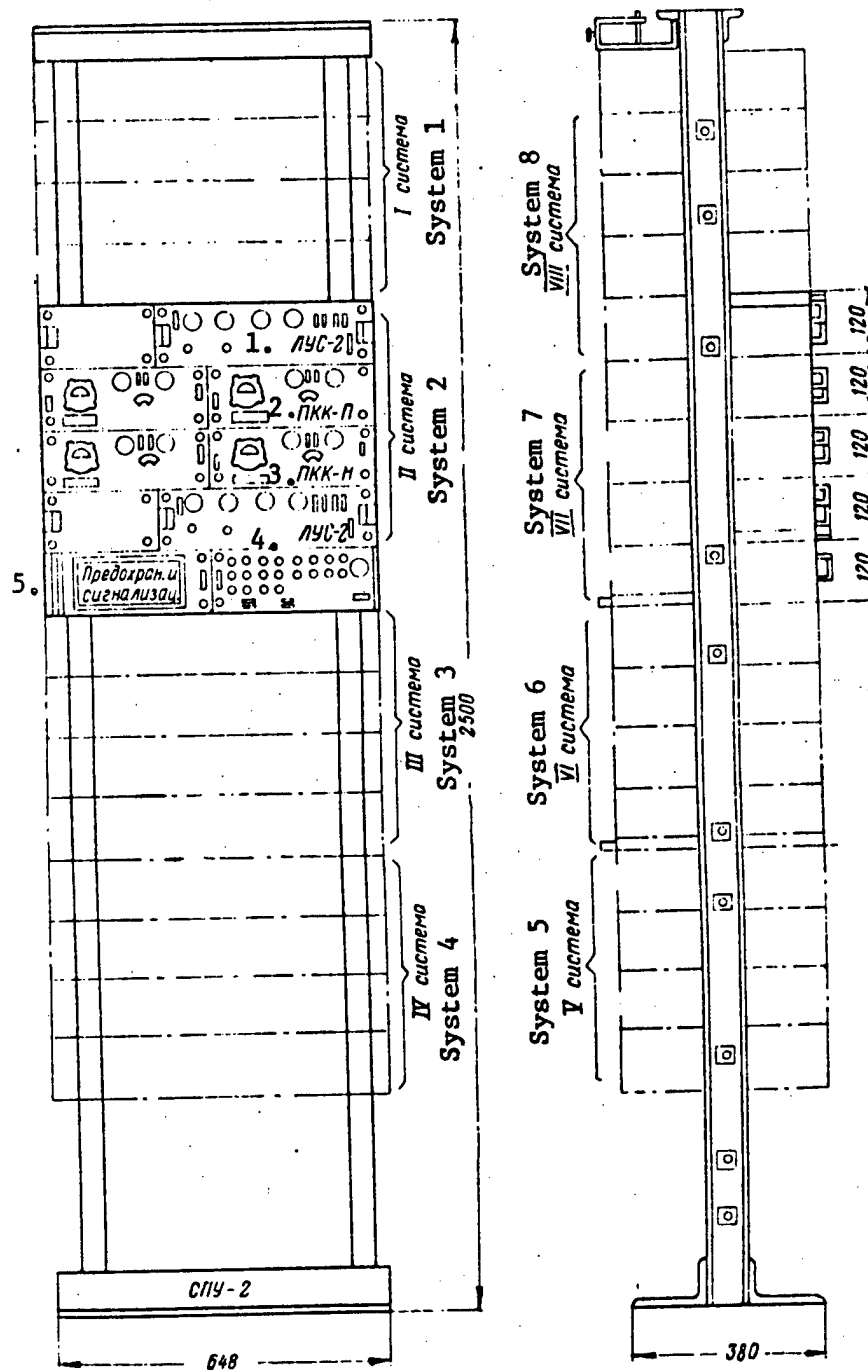 I система
System 1
1. ЛУС-2
2. ПКК-П
3. ПКК-Н
4. ЛУС-2
II система
System 2
5.
Предохран. и
сигнализац.
III система
System 3
2500
IV система
System 4
СПУ-2
648
System 8
VIII система
System 7
VII система
System 6
VI система
System 5
V система
120
120
120
120
120
380